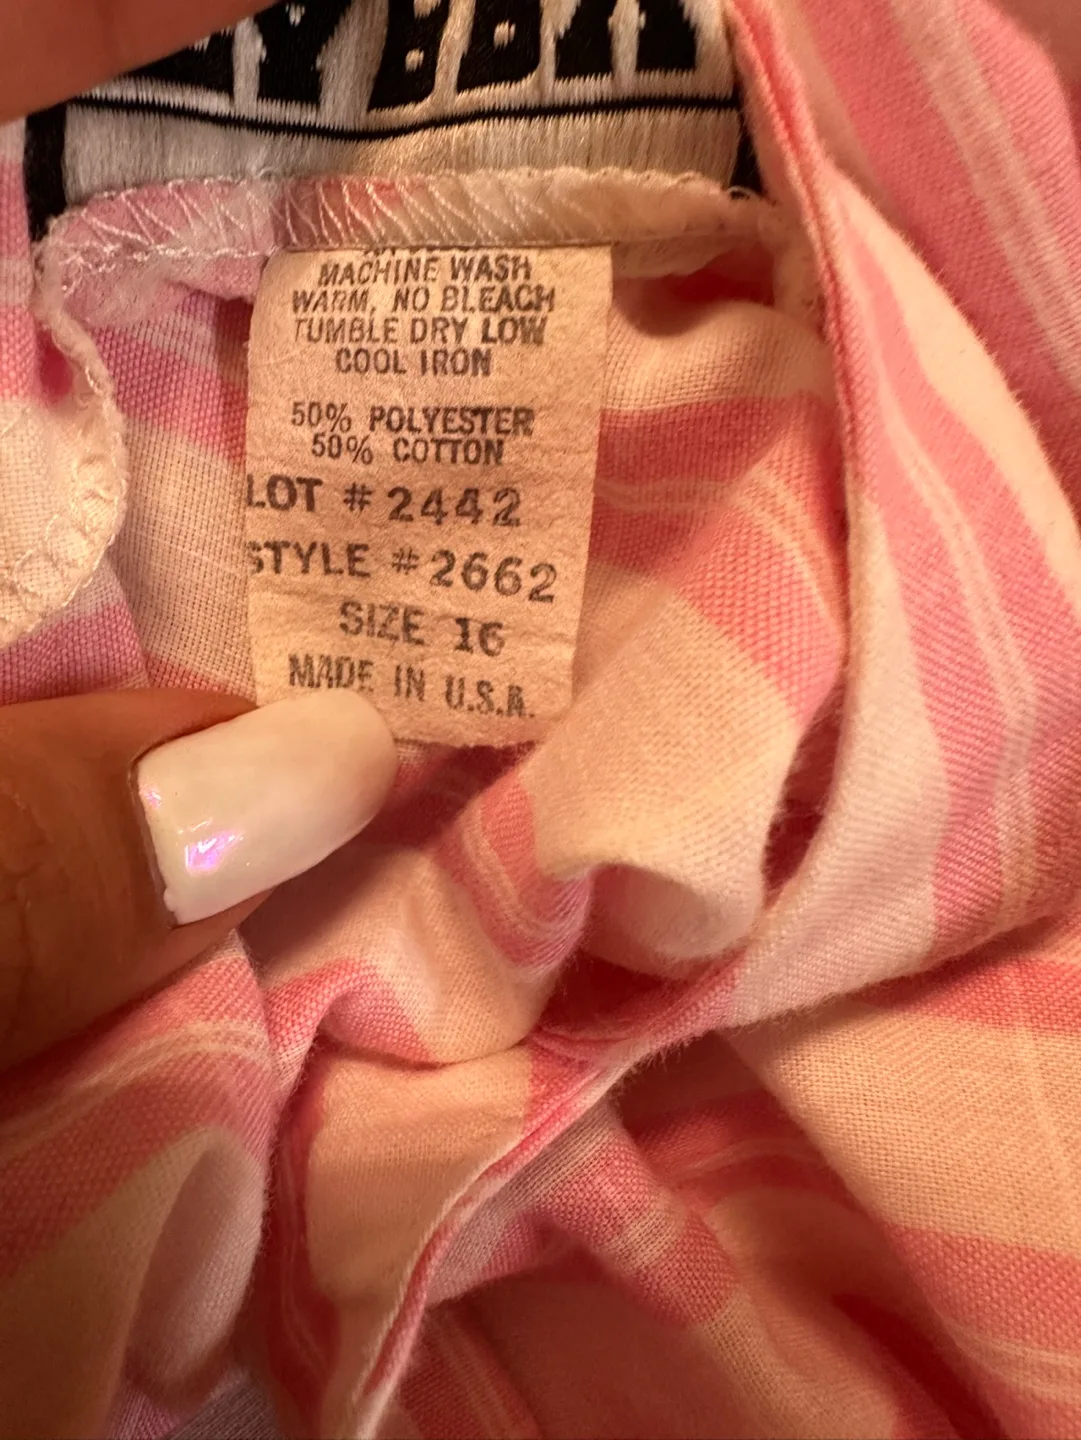 MACHINE WASH
WARM, NO BLEACH
TUMBLE DRY LOW
COOL IRON
50% POLYESTER
50% COTTON
LOT # 2442
STYLE # 2662
SIZE 16
MADE IN U.S.A.